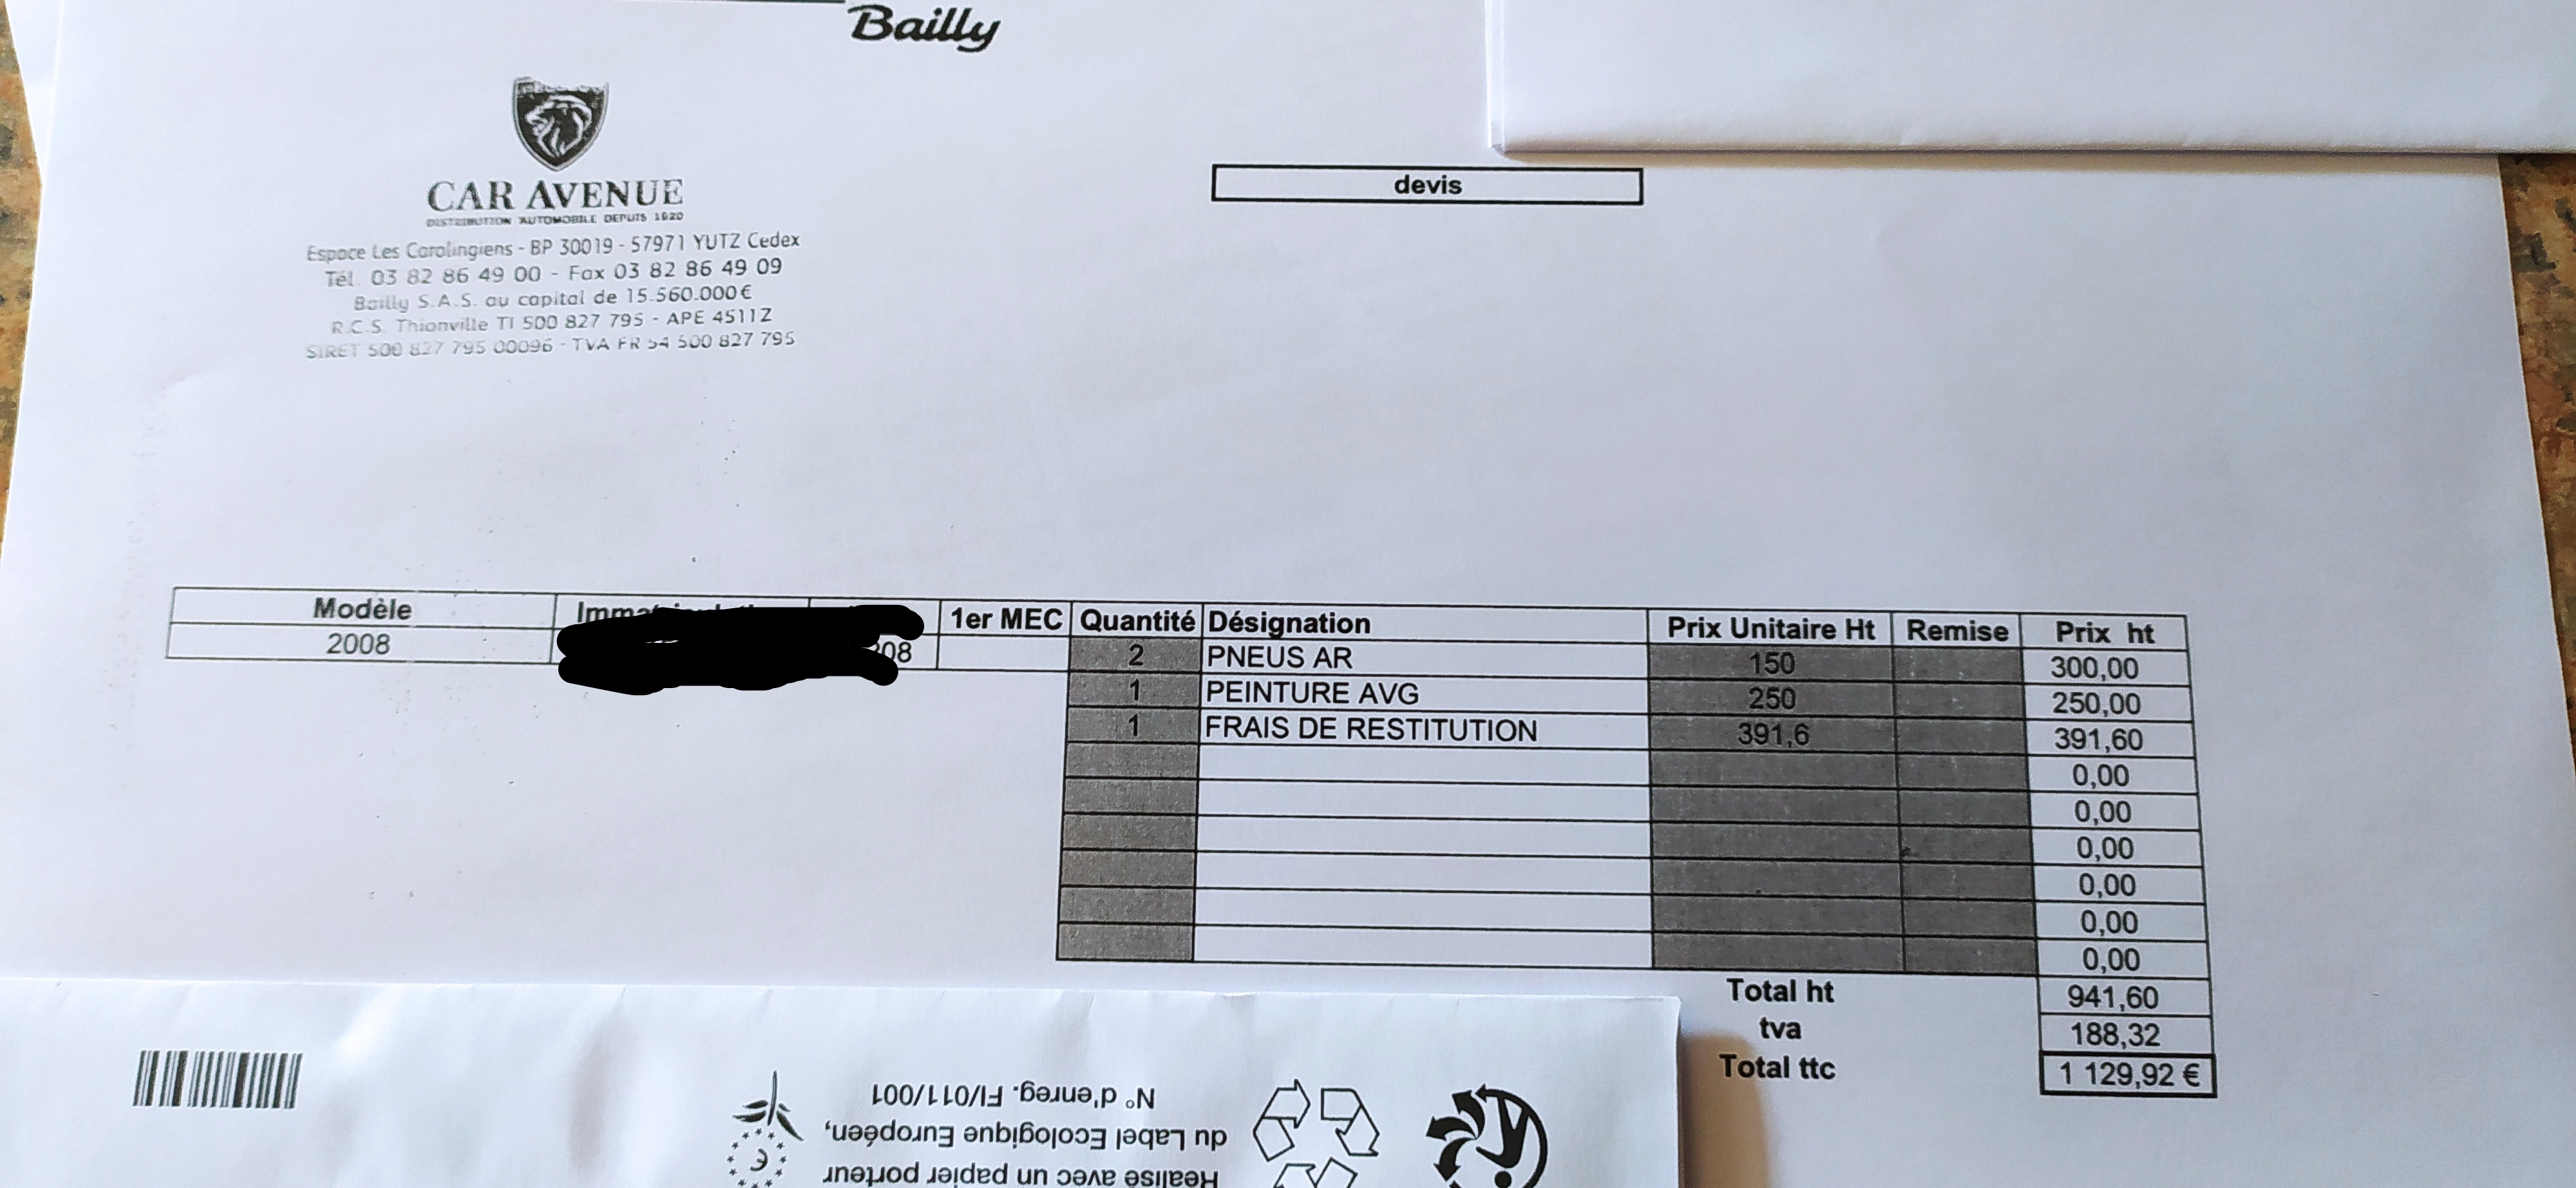 Bailly
CAR AVENUE
DISTRIBUTION AUTOMOBILE DEPUIS 1920
Espace Les Carolingiens - BP 30019 - 57971 YUTZ Cedex
Tél. 03 82 86 49 00 - Fax 03 82 86 49 09
Bailly S.A.S. au capital de 15.560.000€
R.C.S. Thionville TI 500 827 795 - APE 4511Z
SIRET 500 827 795 00096 - TVA FR 54 500 827 795
devis
Modèle 1er MEC Quantité Désignation Prix Unitaire Ht Remise Prix ht
2008 08 2 PNEUS AR 150 300,00
1 PEINTURE AVG 250 250,00
1 FRAIS DE RESTITUTION 391,6 391,60
0,00
0,00
0,00
0,00
0,00
0,00
Total ht 941,60
tva 188,32
Total ttc 1 129,92 €
Réalisé avec un papier porteur
du Label Ecologique Européen,
N° d'enreg. FI/011/001